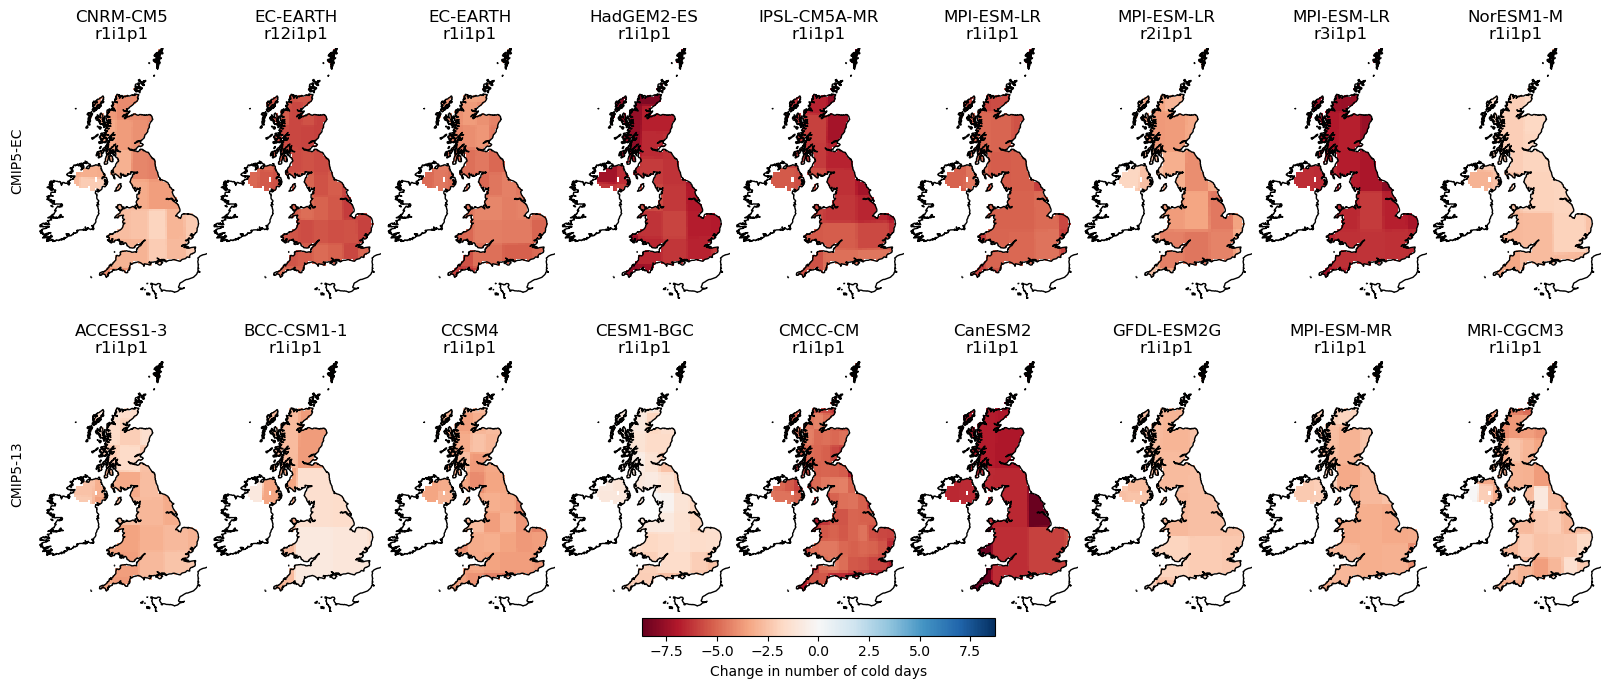 CNRM-CM5 EC-EARTH EC-EARTH HadGEM2-ES IPSL-CM5A-MR MPI-ESM-LR MPI-ESM-LR MPI-ESM-LR NorESM1-M
r1i1p1 r12i1p1 r1i1p1 r1i1p1 r1i1p1 r1i1p1 r2i1p1 r3i1p1 r1i1p1
CMIP5-EC
ACCESS1-3 BCC-CSM1-1 CCSM4 CESM1-BGC CMCC-CM CanESM2 GFDL-ESM2G MPI-ESM-MR MRI-CGCM3
r1i1p1 r1i1p1 r1i1p1 r1i1p1 r1i1p1 r1i1p1 r1i1p1 r1i1p1 r1i1p1
CMIP5-13
−7.5 −5.0 −2.5 0.0 2.5 5.0 7.5
Change in number of cold days